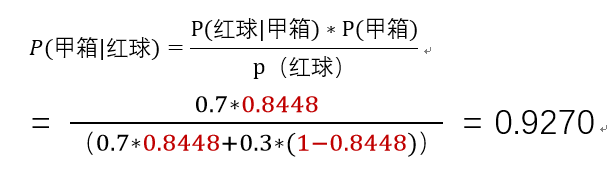 P(甲箱|红球) = P(红球|甲箱) * P(甲箱) / p（红球）
= 0.7*0.8448 / （0.7*0.8448+0.3*(1−0.8448)） = 0.9270